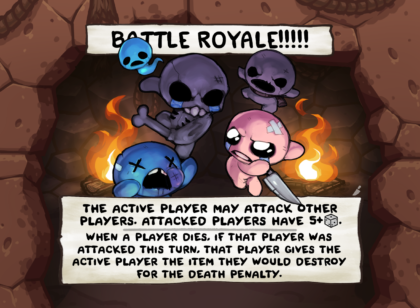 BATTLE ROYALE!!!!!
THE ACTIVE PLAYER MAY ATTACK OTHER
PLAYERS. ATTACKED PLAYERS HAVE 5+.
WHEN A PLAYER DIES, IF THAT PLAYER WAS
ATTACKED THIS TURN, THAT PLAYER GIVES THE
ACTIVE PLAYER THE ITEM THEY WOULD DESTROY
FOR THE DEATH PENALTY.